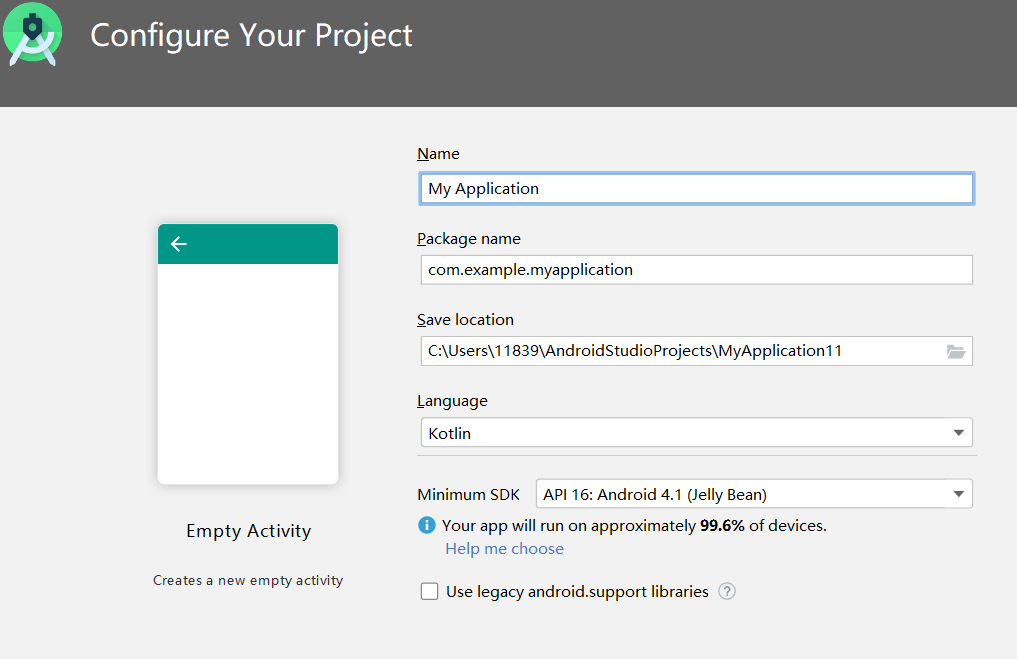 Configure Your Project
Name
My Application
Package name
com.example.myapplication
Save location
C:\Users\11839\AndroidStudioProjects\MyApplication11
Language
Kotlin
Minimum SDK API 16: Android 4.1 (Jelly Bean)
i Your app will run on approximately 99.6% of devices.
Help me choose
Use legacy android.support libraries ?
Empty Activity
Creates a new empty activity